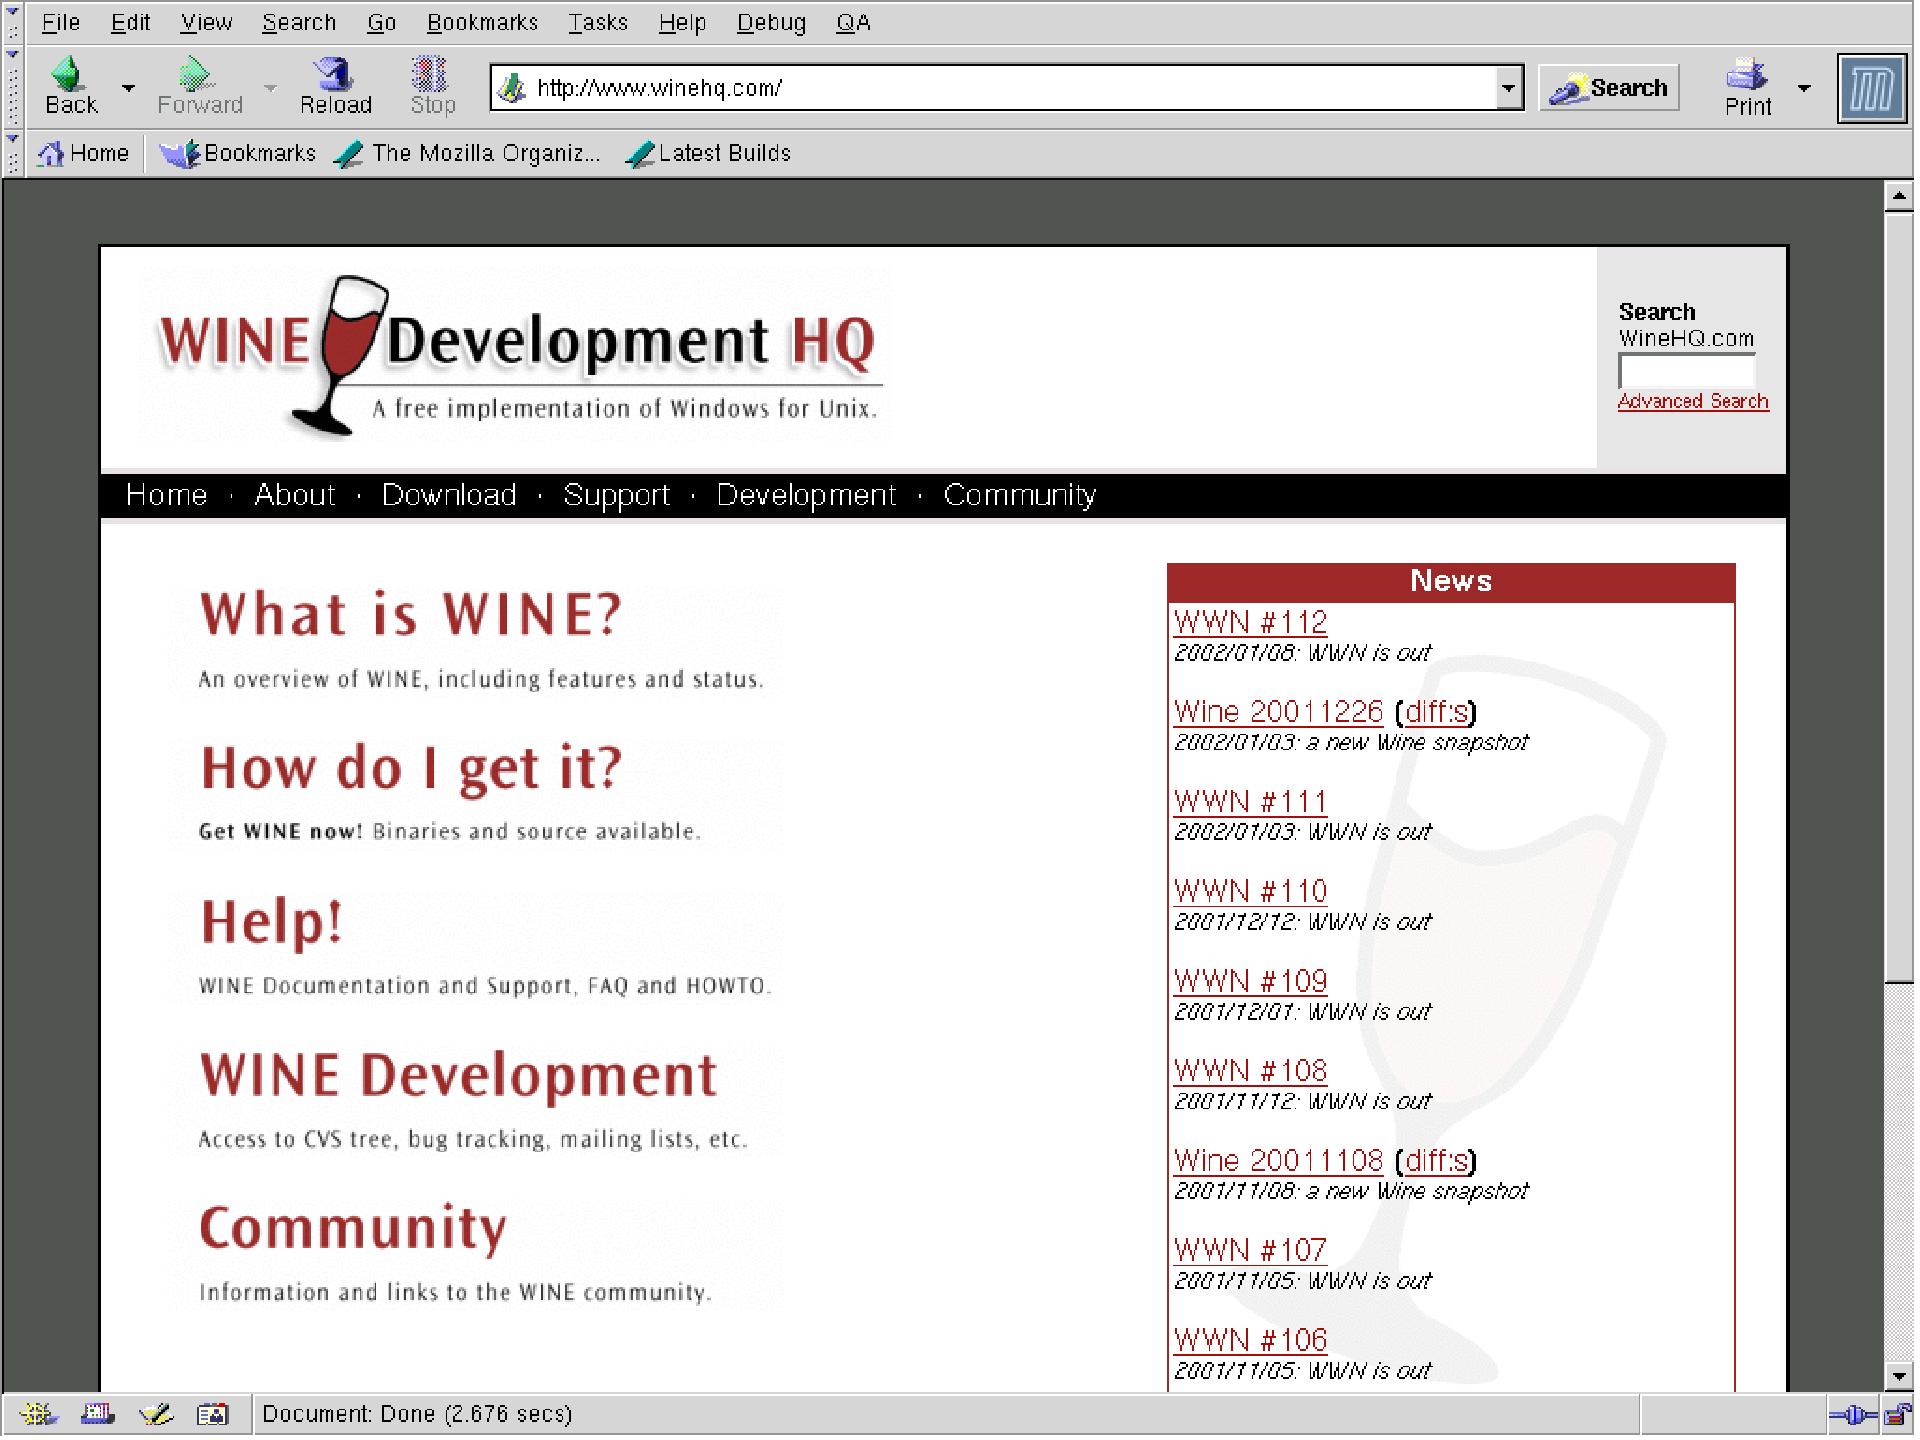 File Edit View Search Go Bookmarks Tasks Help Debug QA
Back Forward Reload Stop http://www.winehq.com/ Search Print
Home Bookmarks The Mozilla Organiz... Latest Builds
WINE Development HQ
A free implementation of Windows for Unix.
Search
WineHQ.com
Advanced Search
Home · About · Download · Support · Development · Community
What is WINE?
An overview of WINE, including features and status.
How do I get it?
Get WINE now! Binaries and source available.
Help!
WINE Documentation and Support, FAQ and HOWTO.
WINE Development
Access to CVS tree, bug tracking, mailing lists, etc.
Community
Information and links to the WINE community.
News
WWN #112
2002/01/08: WWN is out
Wine 20011226 (diff:s)
2002/01/03: a new Wine snapshot
WWN #111
2002/01/03: WWN is out
WWN #110
2001/12/12: WWN is out
WWN #109
2001/12/01: WWN is out
WWN #108
2001/11/12: WWN is out
Wine 20011108 (diff:s)
2001/11/08: a new Wine snapshot
WWN #107
2001/11/05: WWN is out
WWN #106
2001/11/05: WWN is out
Document: Done (2.676 secs)